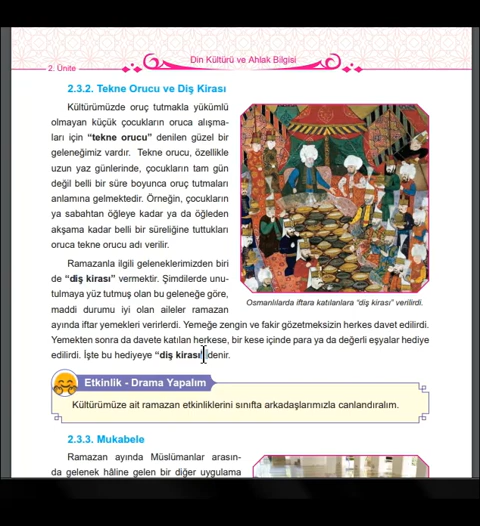 Din Kültürü ve Ahlak Bilgisi
2. Ünite
2.3.2. Tekne Orucu ve Diş Kirası
Kültürümüzde oruç tutmakla yükümlü
olmayan küçük çocukların oruca alışma-
ları için “tekne orucu” denilen güzel bir
geleneğimiz vardır. Tekne orucu, özellikle
uzun yaz günlerinde, çocukların tam gün
değil belli bir süre boyunca oruç tutmaları
anlamına gelmektedir. Örneğin, çocukların
ya sabahtan öğleye kadar ya da öğleden
akşama kadar belli bir süreliğine tuttukları
oruca tekne orucu adı verilir.
Ramazanla ilgili geleneklerimizden biri
de “diş kirası” vermektir. Şimdilerde unu-
tulmaya yüz tutmuş olan bu geleneğe göre,
maddi durumu iyi olan aileler ramazan
ayında iftar yemekleri verirlerdi. Yemeğe zengin ve fakir gözetmeksizin herkes davet edilirdi.
Yemekten sonra da davete katılan herkese, bir kese içinde para ya da değerli eşyalar hediye
edilirdi. İşte bu hediyeye “diş kirası” denir.
Osmanlılarda iftara katılanlara “diş kirası” verilirdi.
Etkinlik - Drama Yapalım
Kültürümüze ait ramazan etkinliklerini sınıfta arkadaşlarımızla canlandıralım.
2.3.3. Mukabele
Ramazan ayında Müslümanlar arasın-
da gelenek hâline gelen bir diğer uygulama